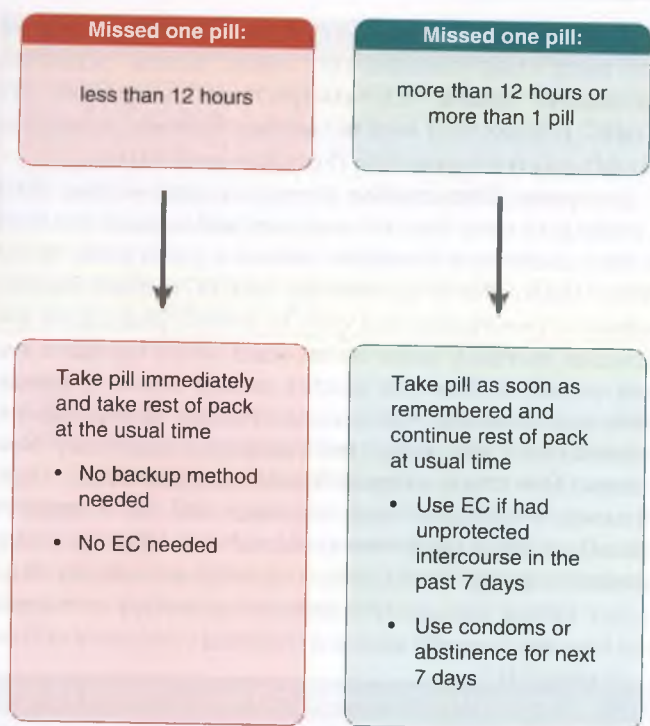 Missed one pill:
less than 12 hours
Take pill immediately
and take rest of pack
at the usual time
• No backup method
needed
• No EC needed
Missed one pill:
more than 12 hours or
more than 1 pill
Take pill as soon as
remembered and
continue rest of pack
at usual time
• Use EC if had
unprotected
intercourse in the
past 7 days
• Use condoms or
abstinence for next
7 days